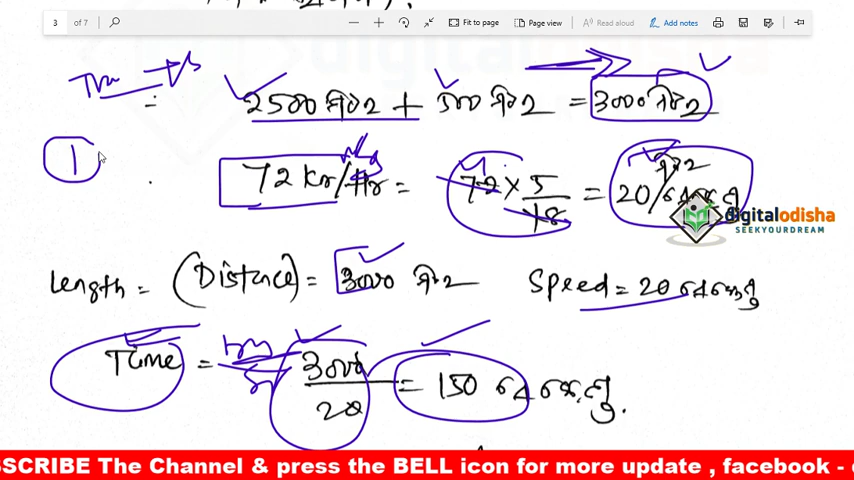 3 of 7 Fit to page Page view Read aloud Add notes
2500 ମିଟର + 500 ମିଟର = 3000 ମିଟର
1
72 Kr/Hr = 72 × 5/18 = 20 ମିଟର/ସେକେଣ୍ଡ
digitalodisha
SEEKYOURDREAM
Length = (Distance) = 3000 ମିଟର Speed = 20 ସେକେଣ୍ଡ
Time = 3000/20 = 150 ସେକେଣ୍ଡ.
SCRIBE The Channel & press the BELL icon for more update , facebook -